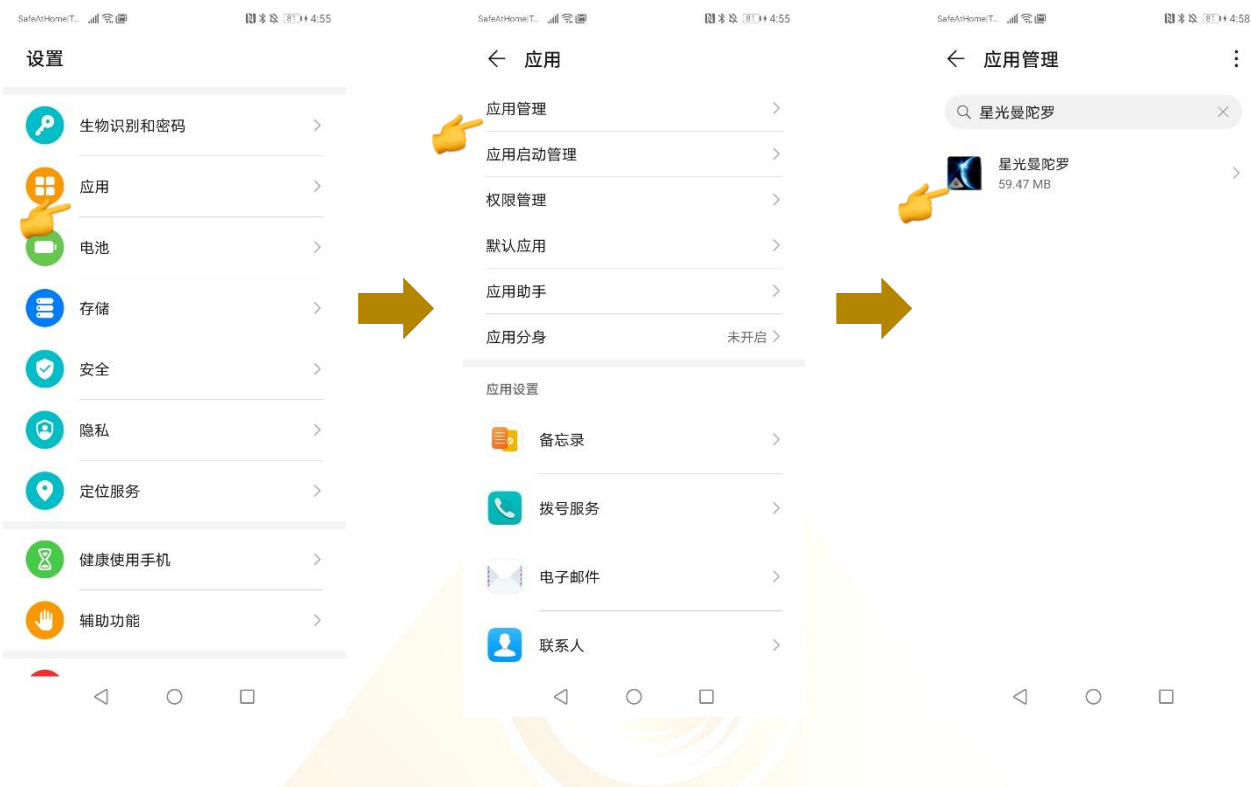 SafeAtHome|T... 81 4:55
设置
生物识别和密码
应用
电池
存储
安全
隐私
定位服务
健康使用手机
辅助功能
SafeAtHome|T... 81 4:55
应用
应用管理
应用启动管理
权限管理
默认应用
应用助手
应用分身 未开启
应用设置
备忘录
拨号服务
电子邮件
联系人
SafeAtHome|T... 81 4:58
应用管理
星光曼陀罗
星光曼陀罗
59.47 MB